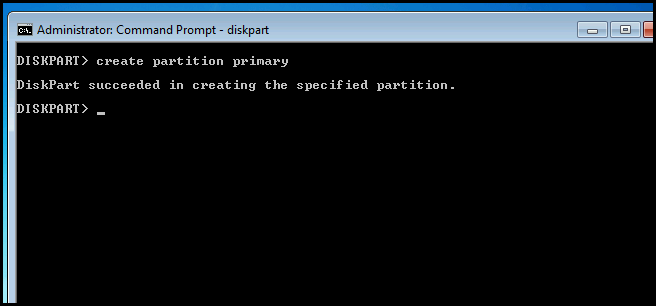 Administrator: Command Prompt - diskpart
DISKPART> create partition primary
DiskPart succeeded in creating the specified partition.
DISKPART> _